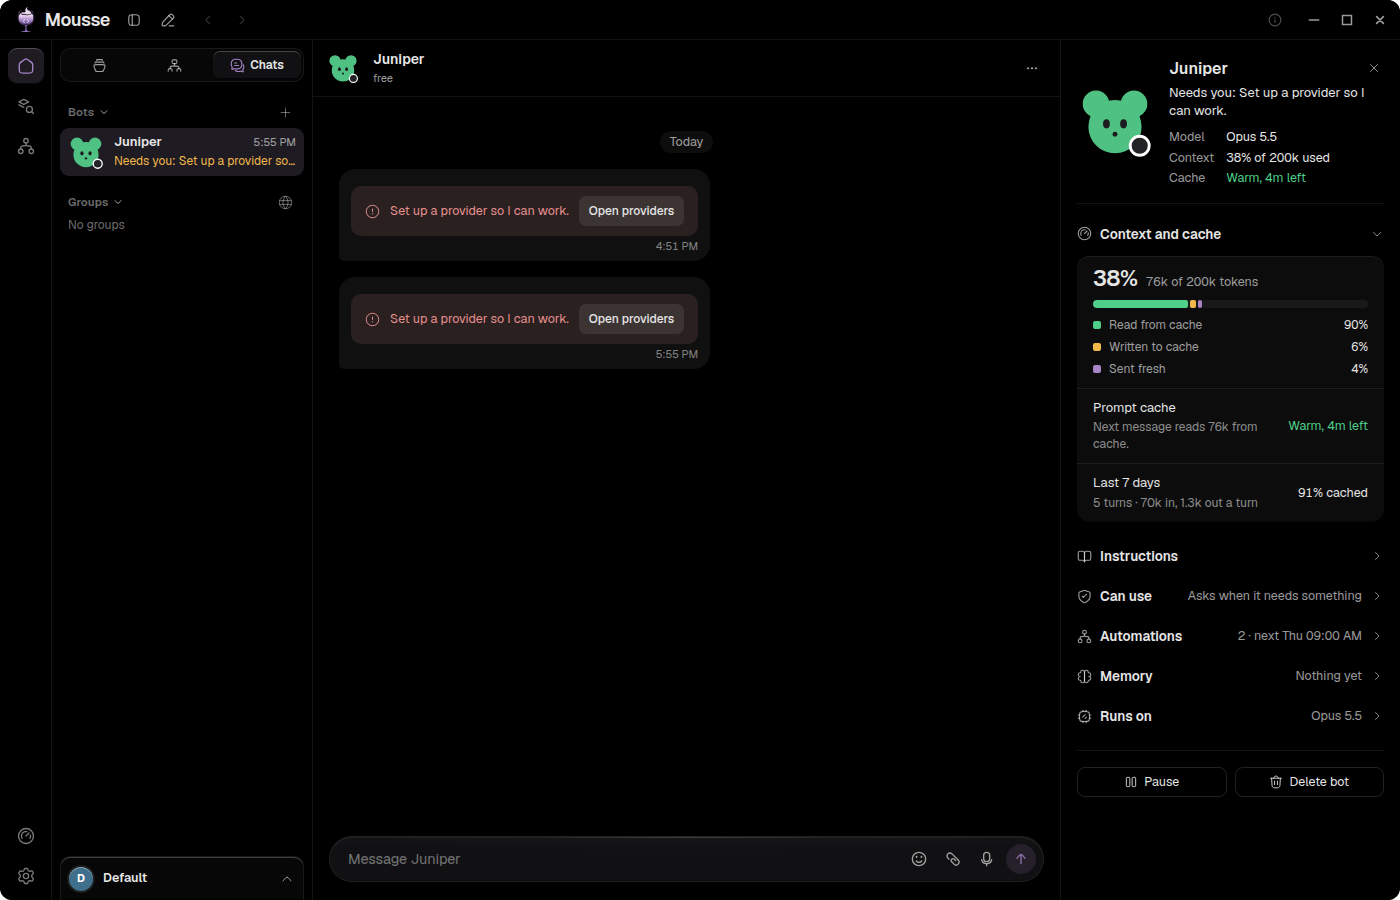 Mousse
Chats
Bots
Juniper
5:55 PM
Needs you: Set up a provider so...
Groups
No groups
D
Default
Juniper
free
Today
Set up a provider so I can work.
Open providers
4:51 PM
Set up a provider so I can work.
Open providers
5:55 PM
Message Juniper
Juniper
Needs you: Set up a provider so I
can work.
Model Opus 5.5
Context 38% of 200k used
Cache Warm, 4m left
Context and cache
38% 76k of 200k tokens
Read from cache 90%
Written to cache 6%
Sent fresh 4%
Prompt cache
Next message reads 76k from
cache.
Warm, 4m left
Last 7 days
5 turns · 70k in, 1.3k out a turn
91% cached
Instructions
Can use Asks when it needs something
Automations 2 · next Thu 09:00 AM
Memory Nothing yet
Runs on Opus 5.5
Pause
Delete bot